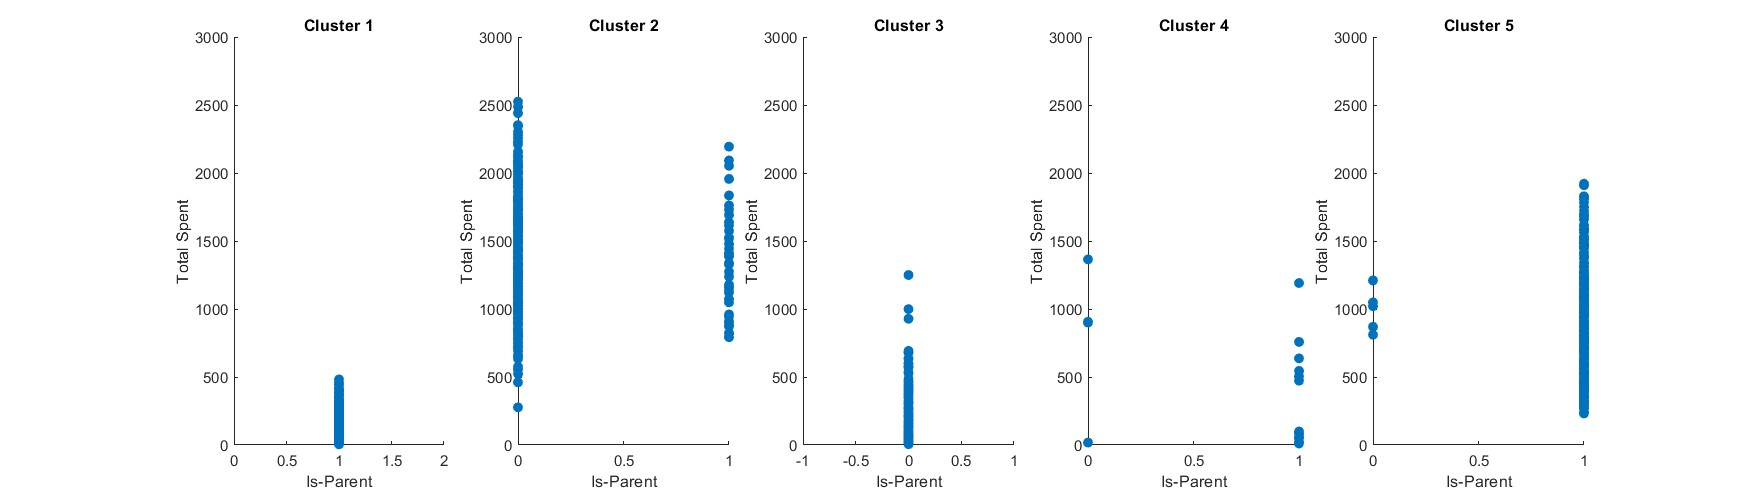 Cluster 1
3000
2500
2000
1500
1000
500
0
Total Spent
0 0.5 1 1.5 2
Is-Parent
Cluster 2
3000
2500
2000
1500
1000
500
0
Total Spent
0 0.5 1
Is-Parent
Cluster 3
3000
2500
2000
1500
1000
500
0
Total Spent
-1 -0.5 0 0.5 1
Is-Parent
Cluster 4
3000
2500
2000
1500
1000
500
0
Total Spent
0 0.5 1
Is-Parent
Cluster 5
3000
2500
2000
1500
1000
500
0
Total Spent
0 0.5 1
Is-Parent